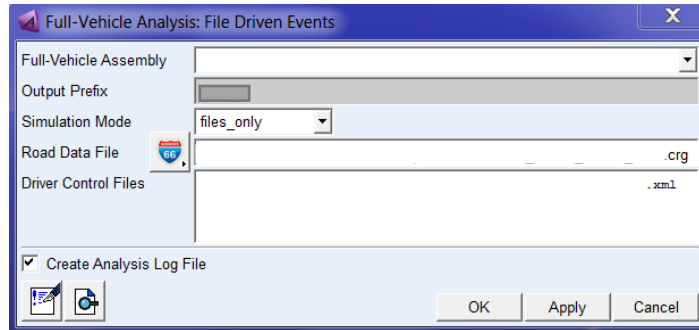 Full-Vehicle Analysis: File Driven Events
X
Full-Vehicle Assembly
Output Prefix
Simulation Mode files_only
Road Data File 66 _ _ _ .crg
Driver Control Files .xml
Create Analysis Log File
OK Apply Cancel